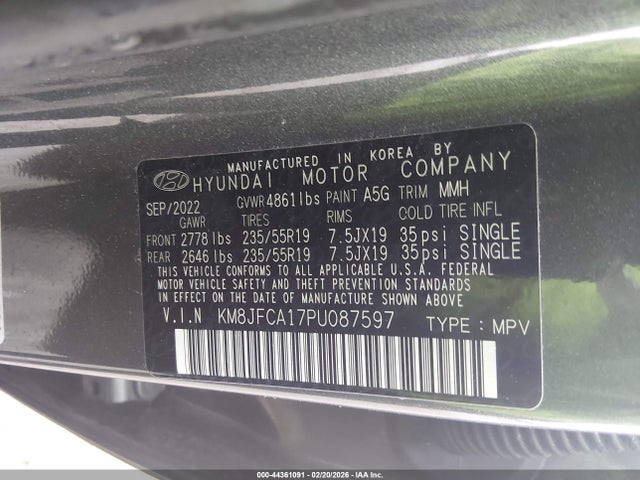 MANUFACTURED IN KOREA BY
HYUNDAI MOTOR COMPANY
SEP/2022 GVWR 4861lbs PAINT A5G TRIM MMH
GAWR TIRES RIMS COLD TIRE INFL
FRONT 2778 lbs 235/55R19 7.5JX19 35psi SINGLE
REAR 2646 lbs 235/55R19 7.5JX19 35psi SINGLE
THIS VEHICLE CONFORMS TO ALL APPLICABLE U.S.A. FEDERAL
MOTOR VEHICLE SAFETY AND THEFT PREVENTION STANDARDS
IN EFFECT ON THE DATE OF MANUFACTURE SHOWN ABOVE.
V.I.N KM8JFCA17PU087597 TYPE: MPV
000-44361091 - 02/20/2026 - IAA Inc.